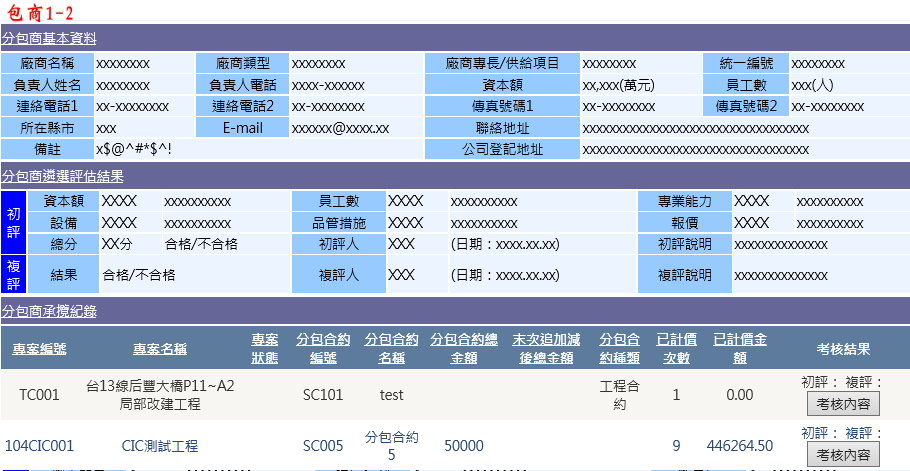 包商1-2
分包商基本資料
廠商名稱 xxxxxxxx 廠商類型 xxxxxxxx 廠商專長/供給項目 xxxxxxxx 統一編號 xxxxxxxx
負責人姓名 xxxxxxxx 負責人電話 xxxx-xxxxxx 資本額 xx,xxx(萬元) 員工數 xxx(人)
連絡電話1 xx-xxxxxxxx 連絡電話2 xx-xxxxxxxx 傳真號碼1 xx-xxxxxxxx 傳真號碼2 xx-xxxxxxxx
所在縣市 xxx E-mail xxxxxx@xxxx.xx 聯絡地址 xxxxxxxxxxxxxxxxxxxxxxxxxxxxxxxxxx
備註 x$@^#*$^! 公司登記地址 xxxxxxxxxxxxxxxxxxxxxxxxxxxxxxxxxx
分包商遴選評估結果
初評
資本額 XXXX xxxxxxxxxx 員工數 XXXX xxxxxxxxxx 專業能力 XXXX xxxxxxxxxx
設備 XXXX xxxxxxxxxx 品管措施 XXXX xxxxxxxxxx 報價 XXXX xxxxxxxxxx
總分 XX分 合格/不合格 初評人 XXX (日期：xxxx.xx.xx) 初評說明 xxxxxxxxxxxxxx
複評
結果 合格/不合格 複評人 XXX (日期：xxxx.xx.xx) 複評說明 xxxxxxxxxxxxxx
分包商承攬紀錄
專案編號 專案名稱 專案狀態 分包合約編號 分包合約名稱 分包合約總金額 末次追加減後總金額 分包合約種類 已計價次數 已計價金額 考核結果
TC001 台13線后豐大橋P11~A2局部改建工程 SC101 test 工程合約 1 0.00 初評： 複評：
考核內容
104CIC001 CIC測試工程 SC005 分包合約5 50000 9 446264.50 初評： 複評：
考核內容